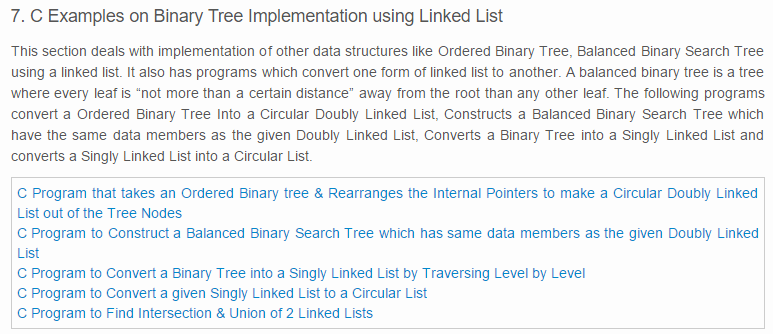 7. C Examples on Binary Tree Implementation using Linked List
This section deals with implementation of other data structures like Ordered Binary Tree, Balanced Binary Search Tree
using a linked list. It also has programs which convert one form of linked list to another. A balanced binary tree is a tree
where every leaf is “not more than a certain distance” away from the root than any other leaf. The following programs
convert a Ordered Binary Tree Into a Circular Doubly Linked List, Constructs a Balanced Binary Search Tree which
have the same data members as the given Doubly Linked List, Converts a Binary Tree into a Singly Linked List and
converts a Singly Linked List into a Circular List.
C Program that takes an Ordered Binary tree & Rearranges the Internal Pointers to make a Circular Doubly Linked
List out of the Tree Nodes
C Program to Construct a Balanced Binary Search Tree which has same data members as the given Doubly Linked
List
C Program to Convert a Binary Tree into a Singly Linked List by Traversing Level by Level
C Program to Convert a given Singly Linked List to a Circular List
C Program to Find Intersection & Union of 2 Linked Lists